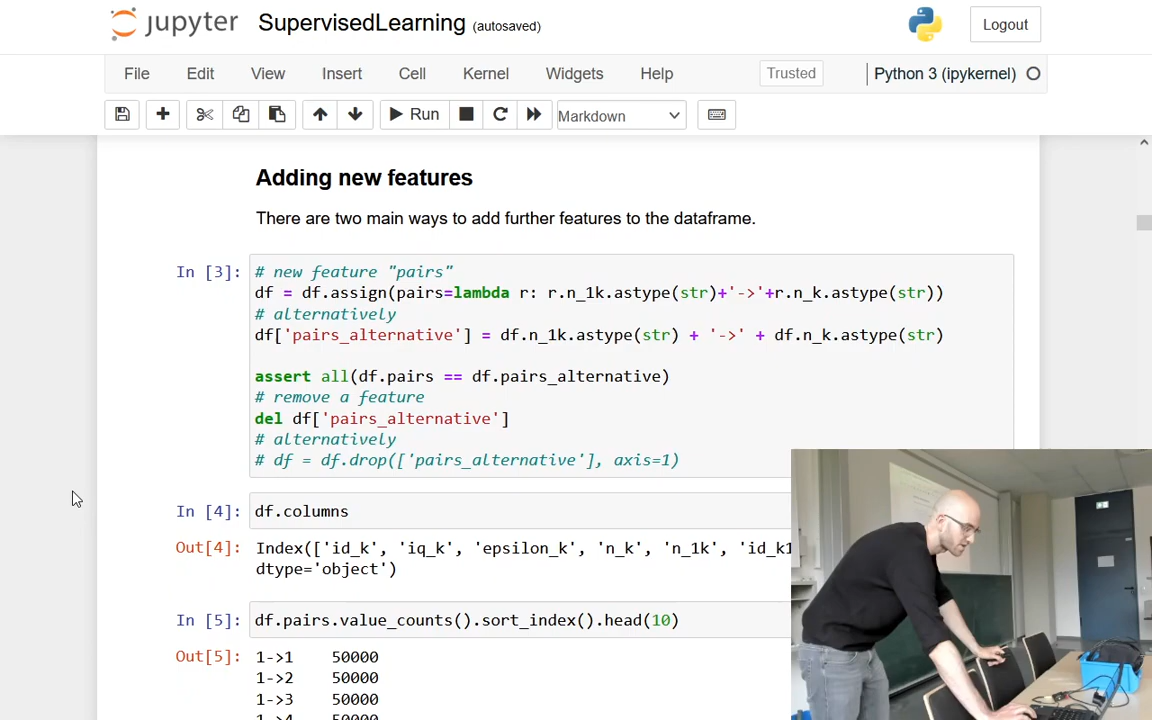 jupyter SupervisedLearning (autosaved)
Logout
File Edit View Insert Cell Kernel Widgets Help Trusted Python 3 (ipykernel)
Run Markdown
Adding new features
There are two main ways to add further features to the dataframe.
In [3]: # new feature "pairs"
df = df.assign(pairs=lambda r: r.n_1k.astype(str)+'->'+r.n_k.astype(str))
# alternatively
df['pairs_alternative'] = df.n_1k.astype(str) + '->' + df.n_k.astype(str)
assert all(df.pairs == df.pairs_alternative)
# remove a feature
del df['pairs_alternative']
# alternatively
# df = df.drop(['pairs_alternative'], axis=1)
In [4]: df.columns
Out[4]: Index(['id_k', 'iq_k', 'epsilon_k', 'n_k', 'n_1k', 'id_k1
dtype='object')
In [5]: df.pairs.value_counts().sort_index().head(10)
Out[5]: 1->1 50000
1->2 50000
1->3 50000
1->4 50000